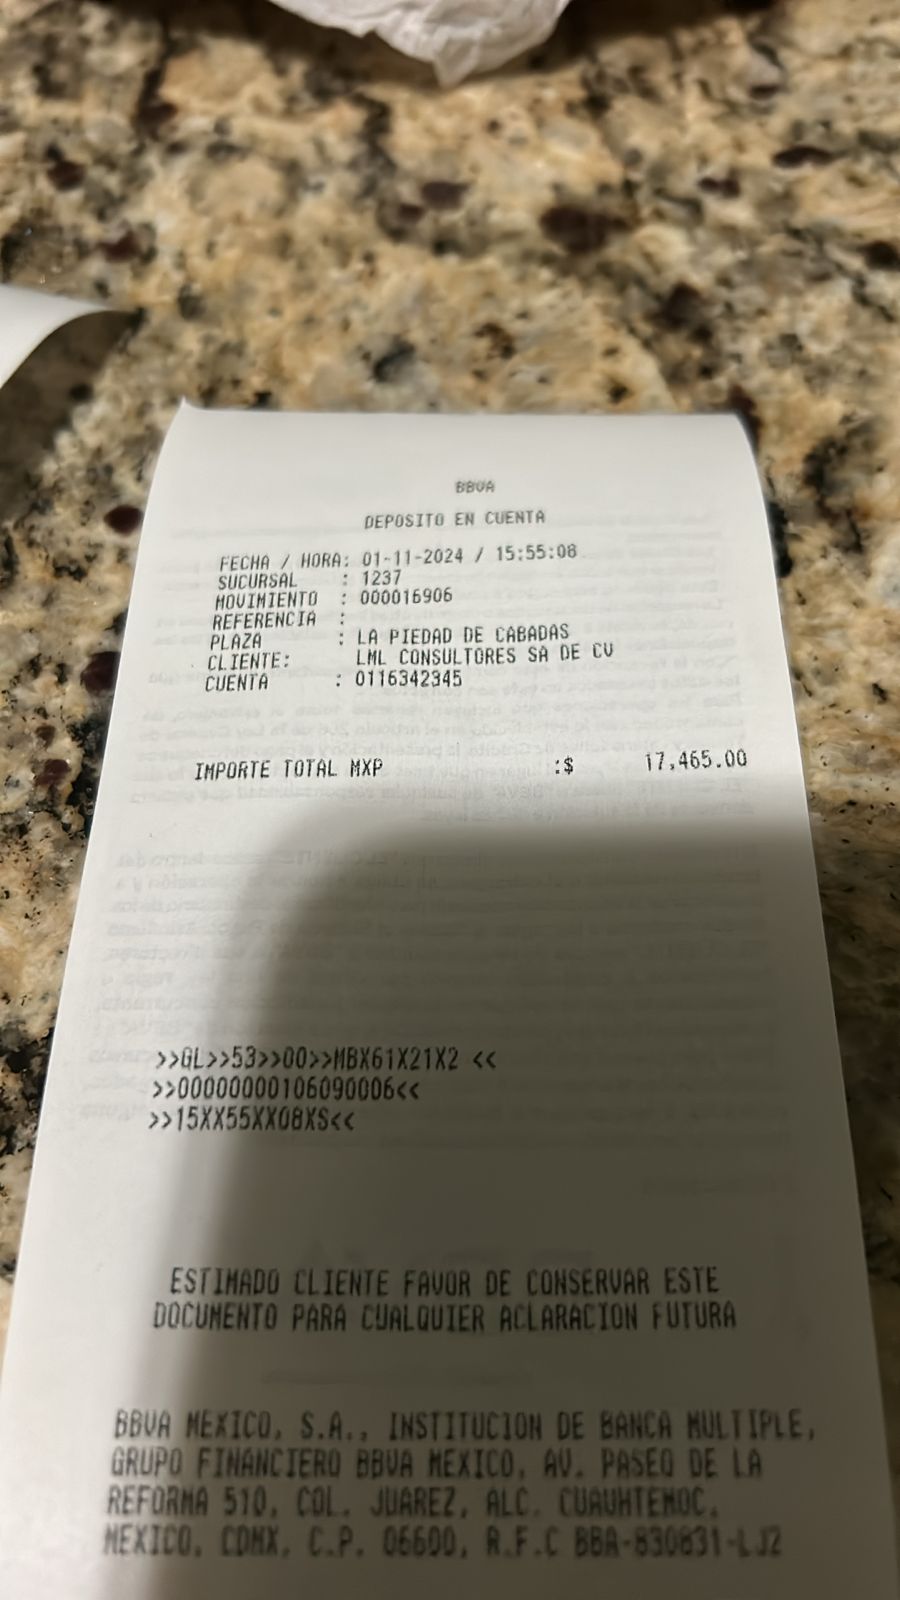 BBVA
DEPOSITO EN CUENTA
FECHA / HORA: 01-11-2024 / 15:55:08
SUCURSAL : 1237
MOVIMIENTO : 000016906
REFERENCIA :
PLAZA : LA PIEDAD DE CABADAS
CLIENTE: LML CONSULTORES SA DE CV
CUENTA : 0116342345
IMPORTE TOTAL MXP :$ 17,465.00
>>GL>>53>>00>>MBX61X21X2 <<
>>00000000106090006<<
>>15XX55XX08XS<<
ESTIMADO CLIENTE FAVOR DE CONSERVAR ESTE
DOCUMENTO PARA CUALQUIER ACLARACION FUTURA
BBVA MEXICO, S.A., INSTITUCION DE BANCA MULTIPLE,
GRUPO FINANCIERO BBVA MEXICO, AV. PASEO DE LA
REFORMA 510, COL. JUAREZ, ALC. CUAUHTEMOC,
MEXICO, CDMX, C.P. 06600, R.F.C BBA-830831-LJ2